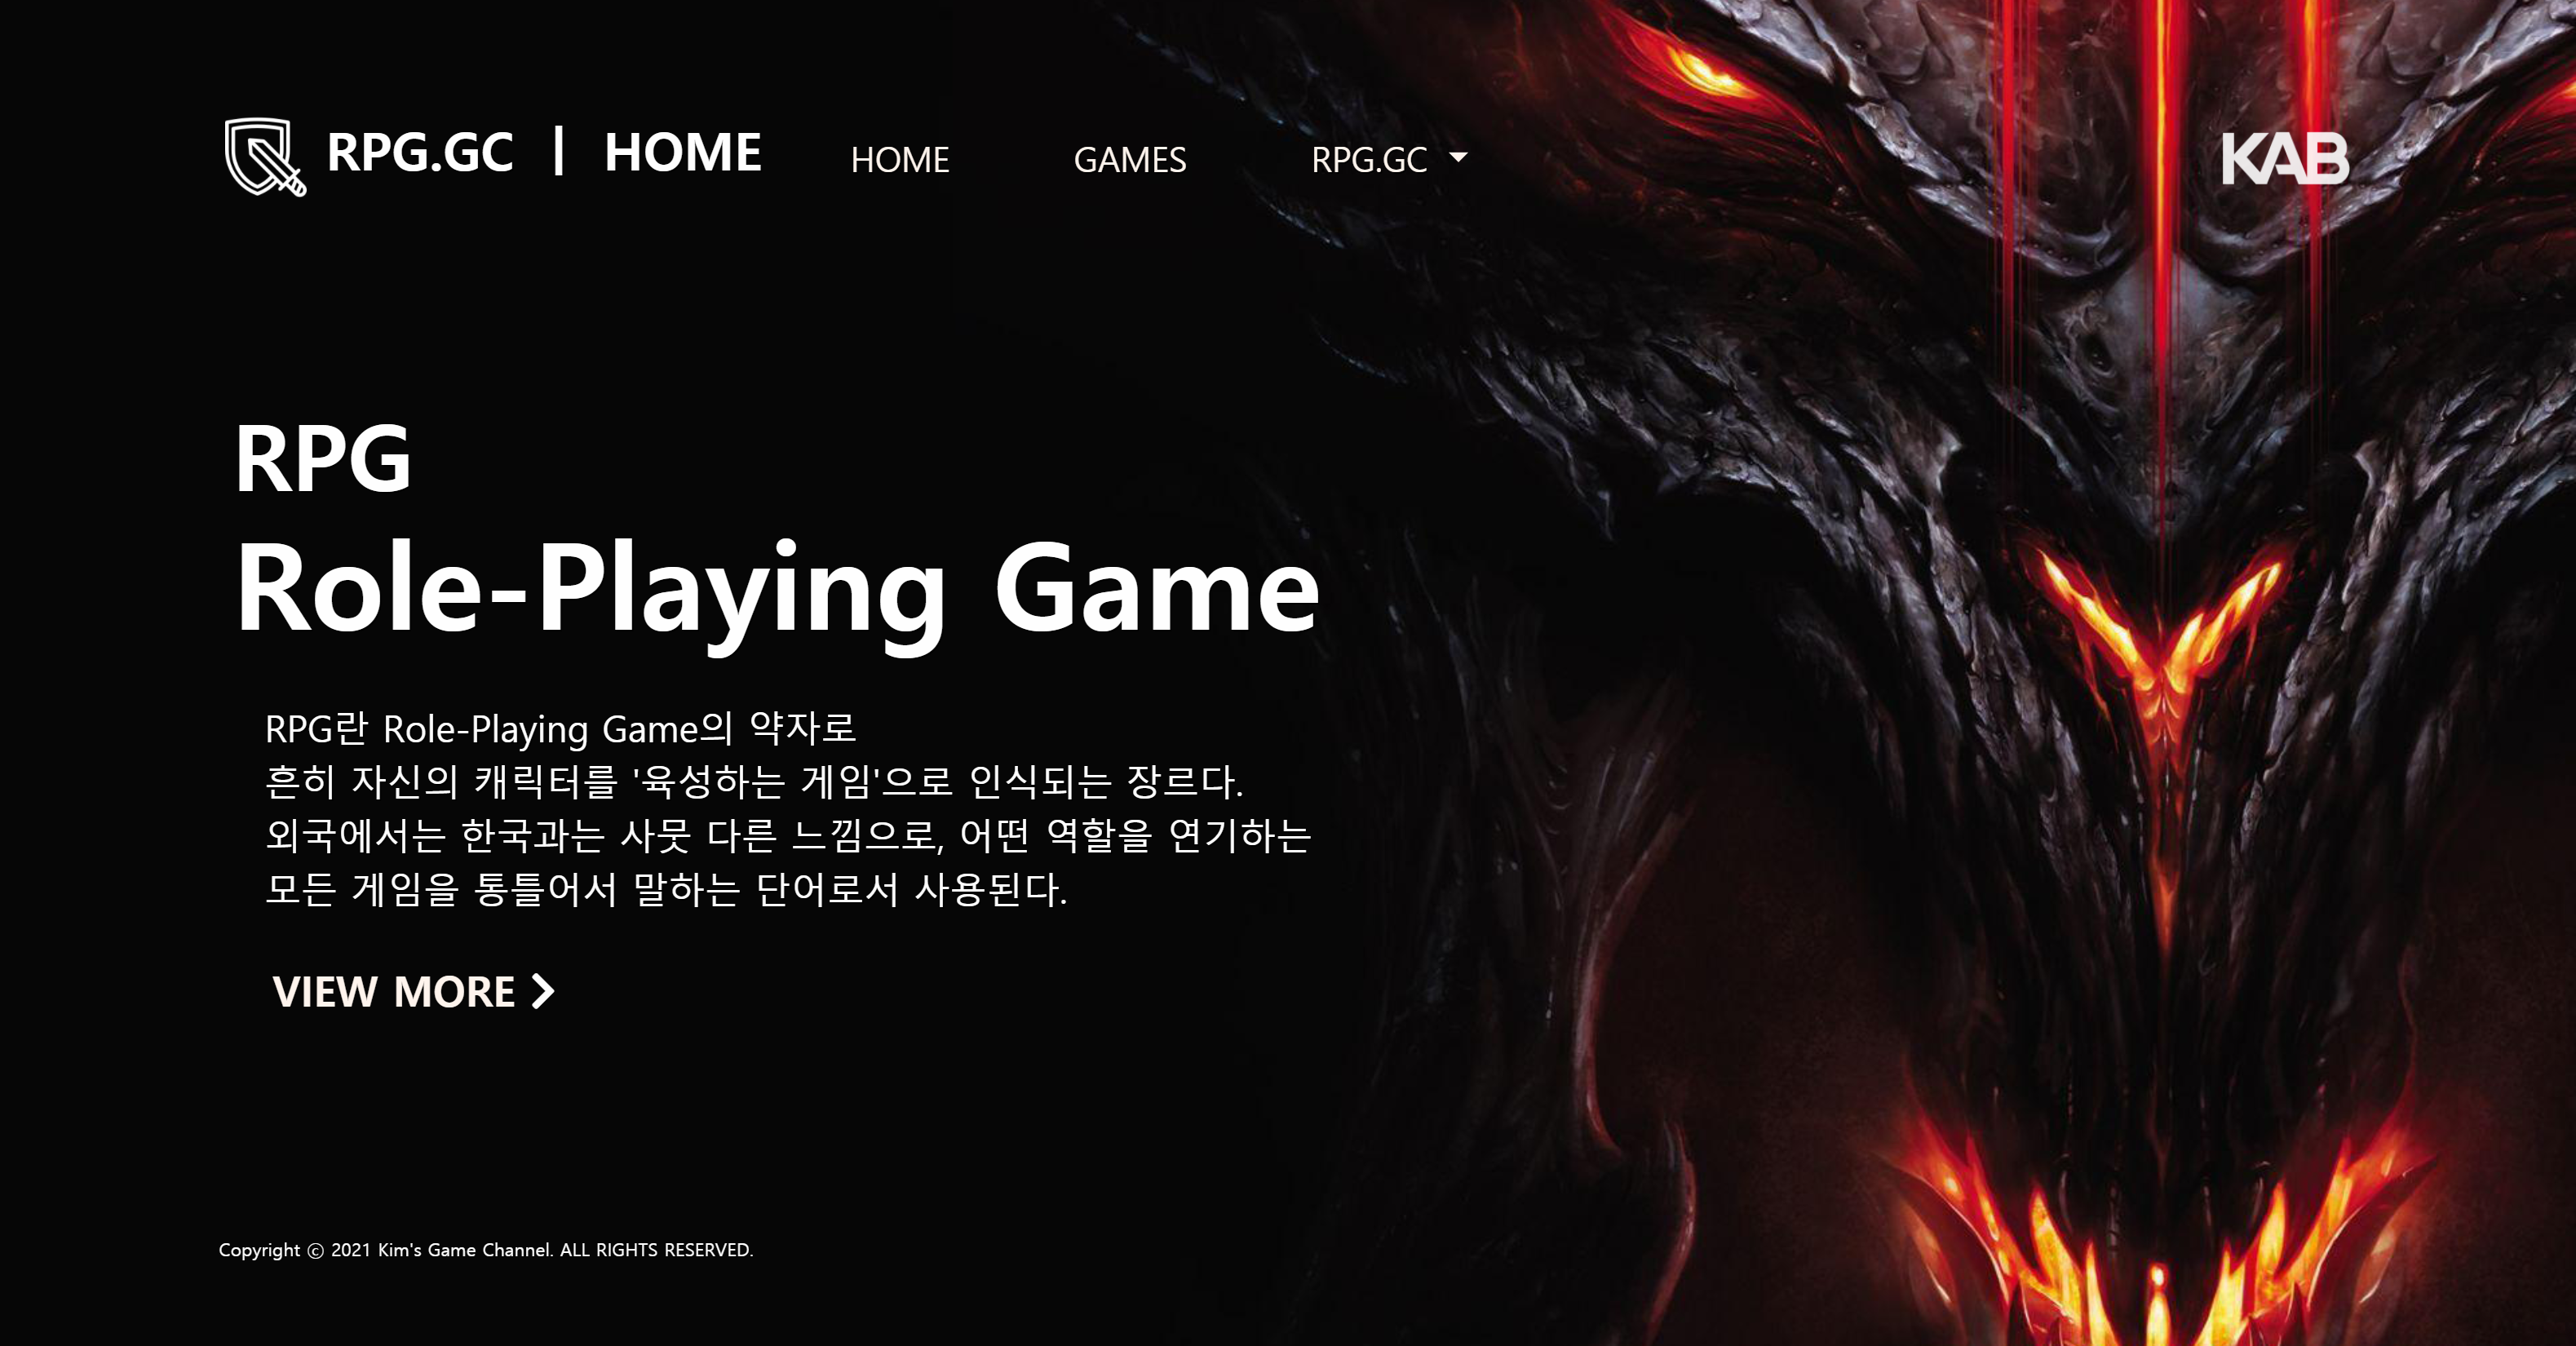 RPG.GC | HOME
HOME
GAMES
RPG.GC
KAB
RPG
Role-Playing Game
RPG란 Role-Playing Game의 약자로
흔히 자신의 캐릭터를 '육성하는 게임'으로 인식되는 장르다.
외국에서는 한국과는 사뭇 다른 느낌으로, 어떤 역할을 연기하는
모든 게임을 통틀어서 말하는 단어로서 사용된다.
VIEW MORE
Copyright © 2021 Kim's Game Channel. ALL RIGHTS RESERVED.